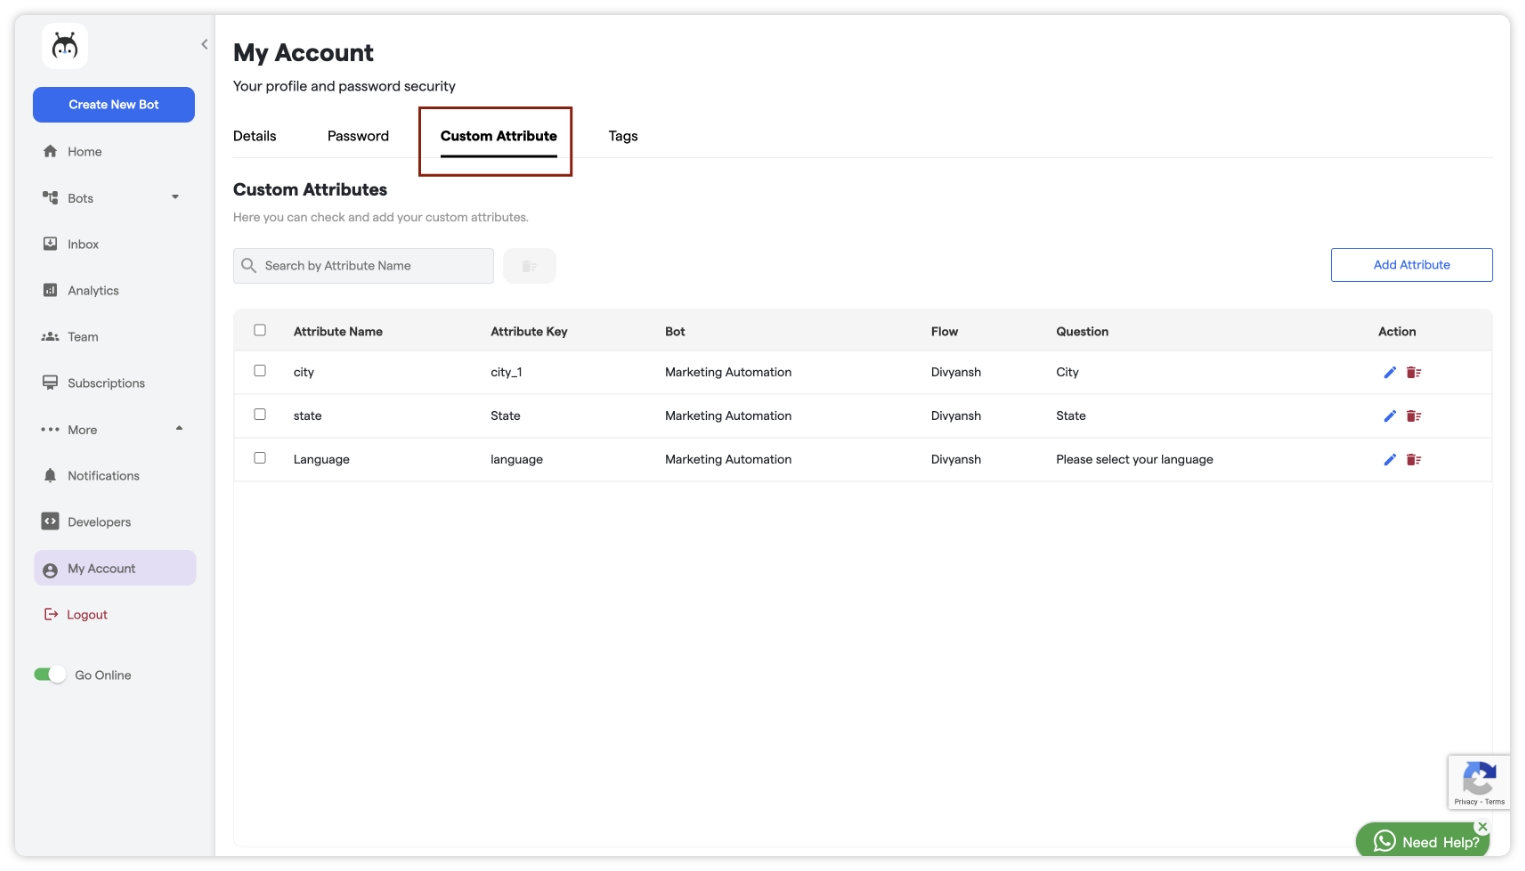 Create New Bot
Home
Bots
Inbox
Analytics
Team
Subscriptions
More
Notifications
Developers
My Account
Logout
Go Online
My Account
Your profile and password security
Details Password Custom Attribute Tags
Custom Attributes
Here you can check and add your custom attributes.
Search by Attribute Name Add Attribute
Attribute Name Attribute Key Bot Flow Question Action
city city_1 Marketing Automation Divyansh City
state State Marketing Automation Divyansh State
Language language Marketing Automation Divyansh Please select your language
Privacy - Terms
Need Help?